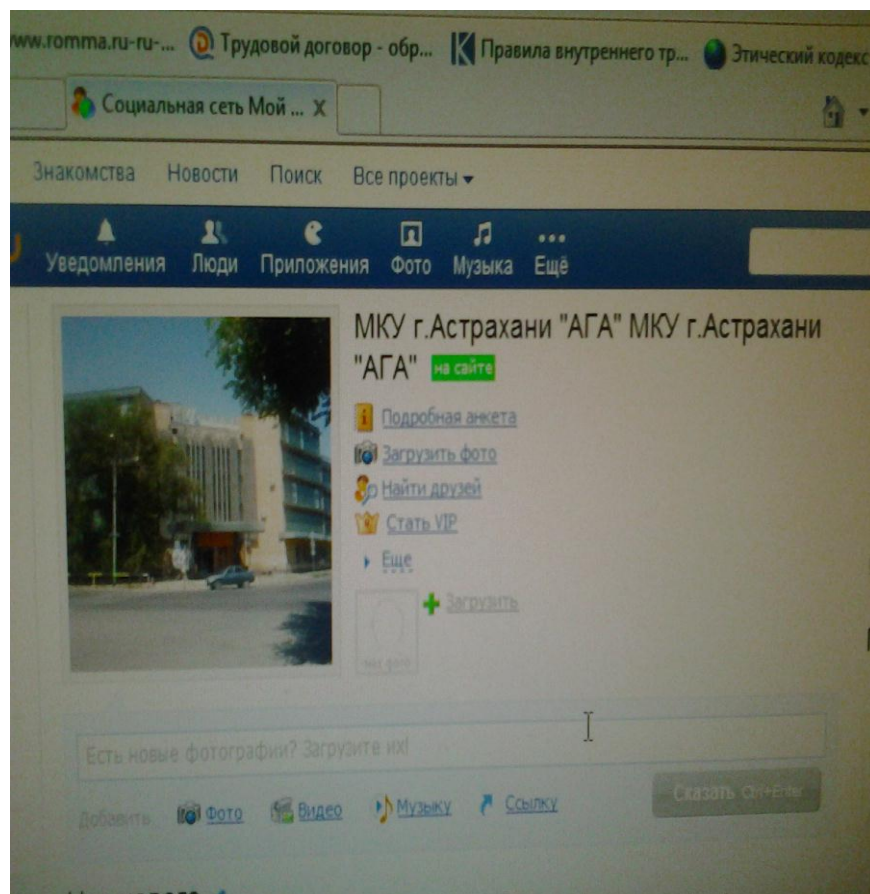 www.romma.ru-ru-... Трудовой договор - обр... Правила внутреннего тр... Этический кодекс
Социальная сеть Мой ... X
Знакомства Новости Поиск Все проекты
Уведомления Люди Приложения Фото Музыка Ещё
МКУ г.Астрахани "АГА" МКУ г.Астрахани
"АГА" на сайте
Подробная анкета
Загрузить фото
Найти друзей
Стать VIP
Еще
Загрузить
Есть новые фотографии? Загрузите их!
Сказать Ctrl+Enter
Добавить Фото Видео Музыку Ссылку